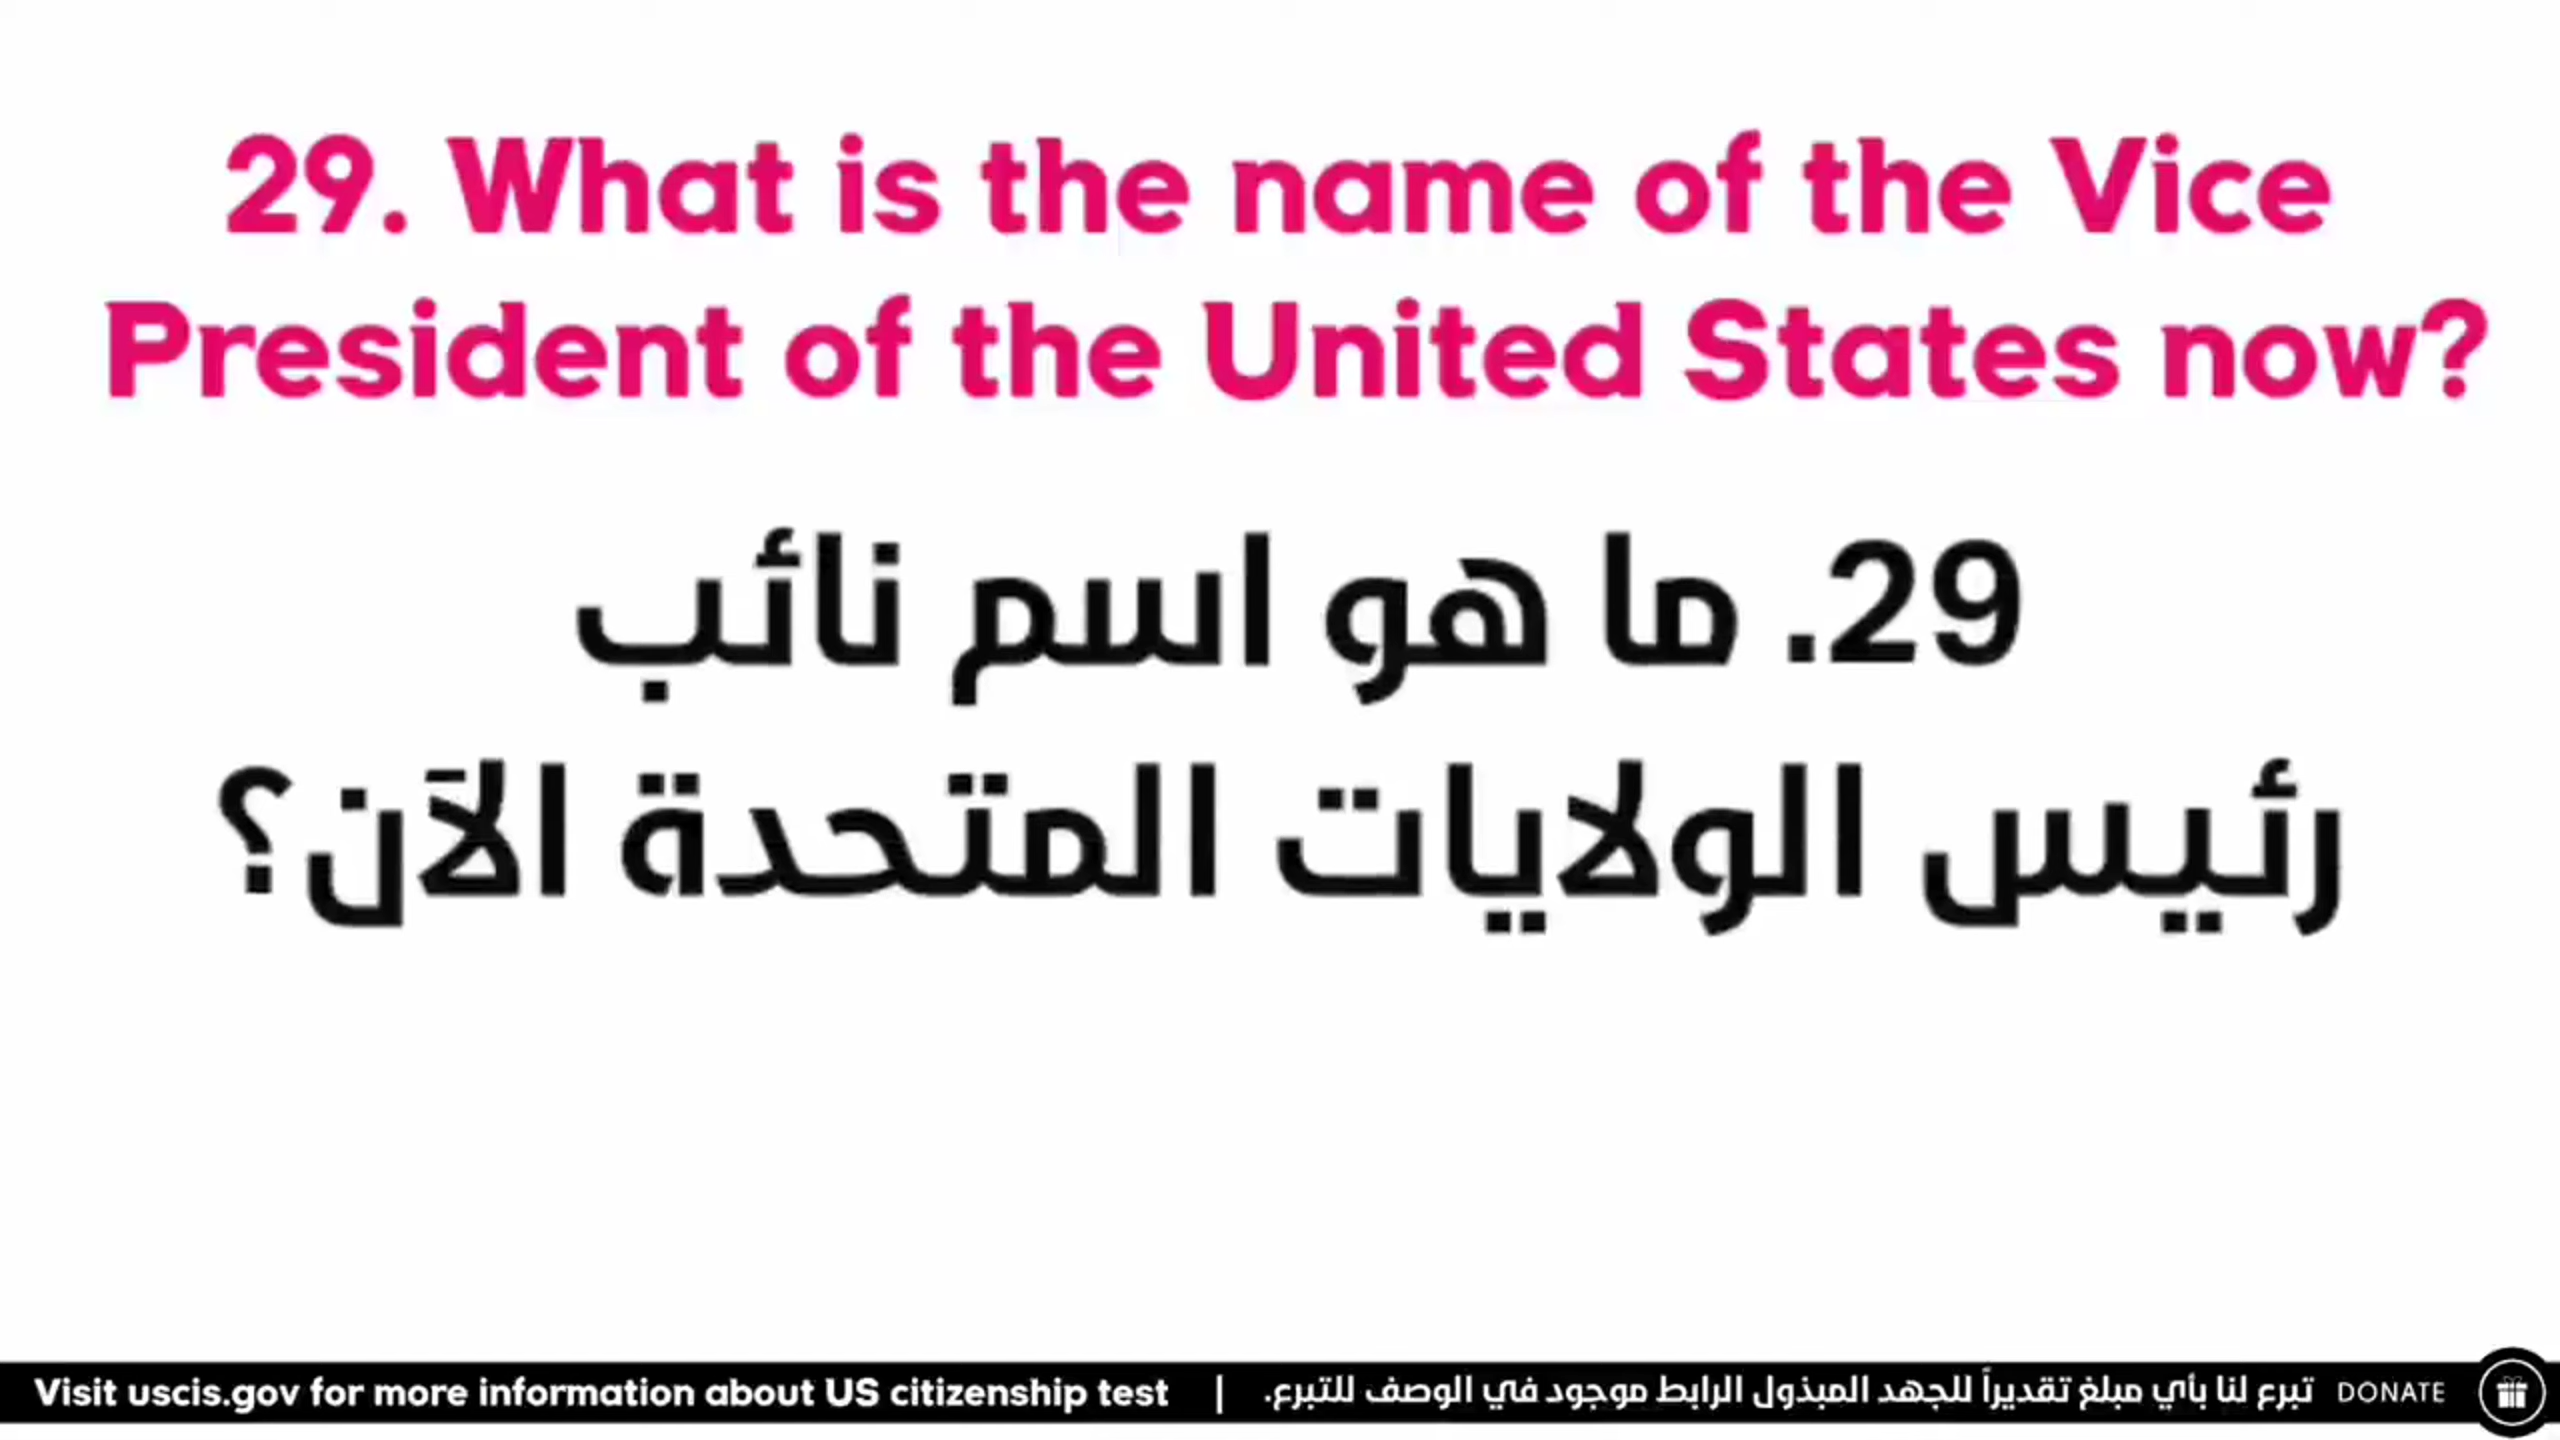 29. What is the name of the Vice
President of the United States now?
29. ما هو اسم نائب
رئيس الولايات المتحدة الآن؟
Visit uscis.gov for more information about US citizenship test | تبرع لنا بأي مبلغ تقديراً للجهد المبذول الرابط موجود في الوصف للتبرع. DONATE